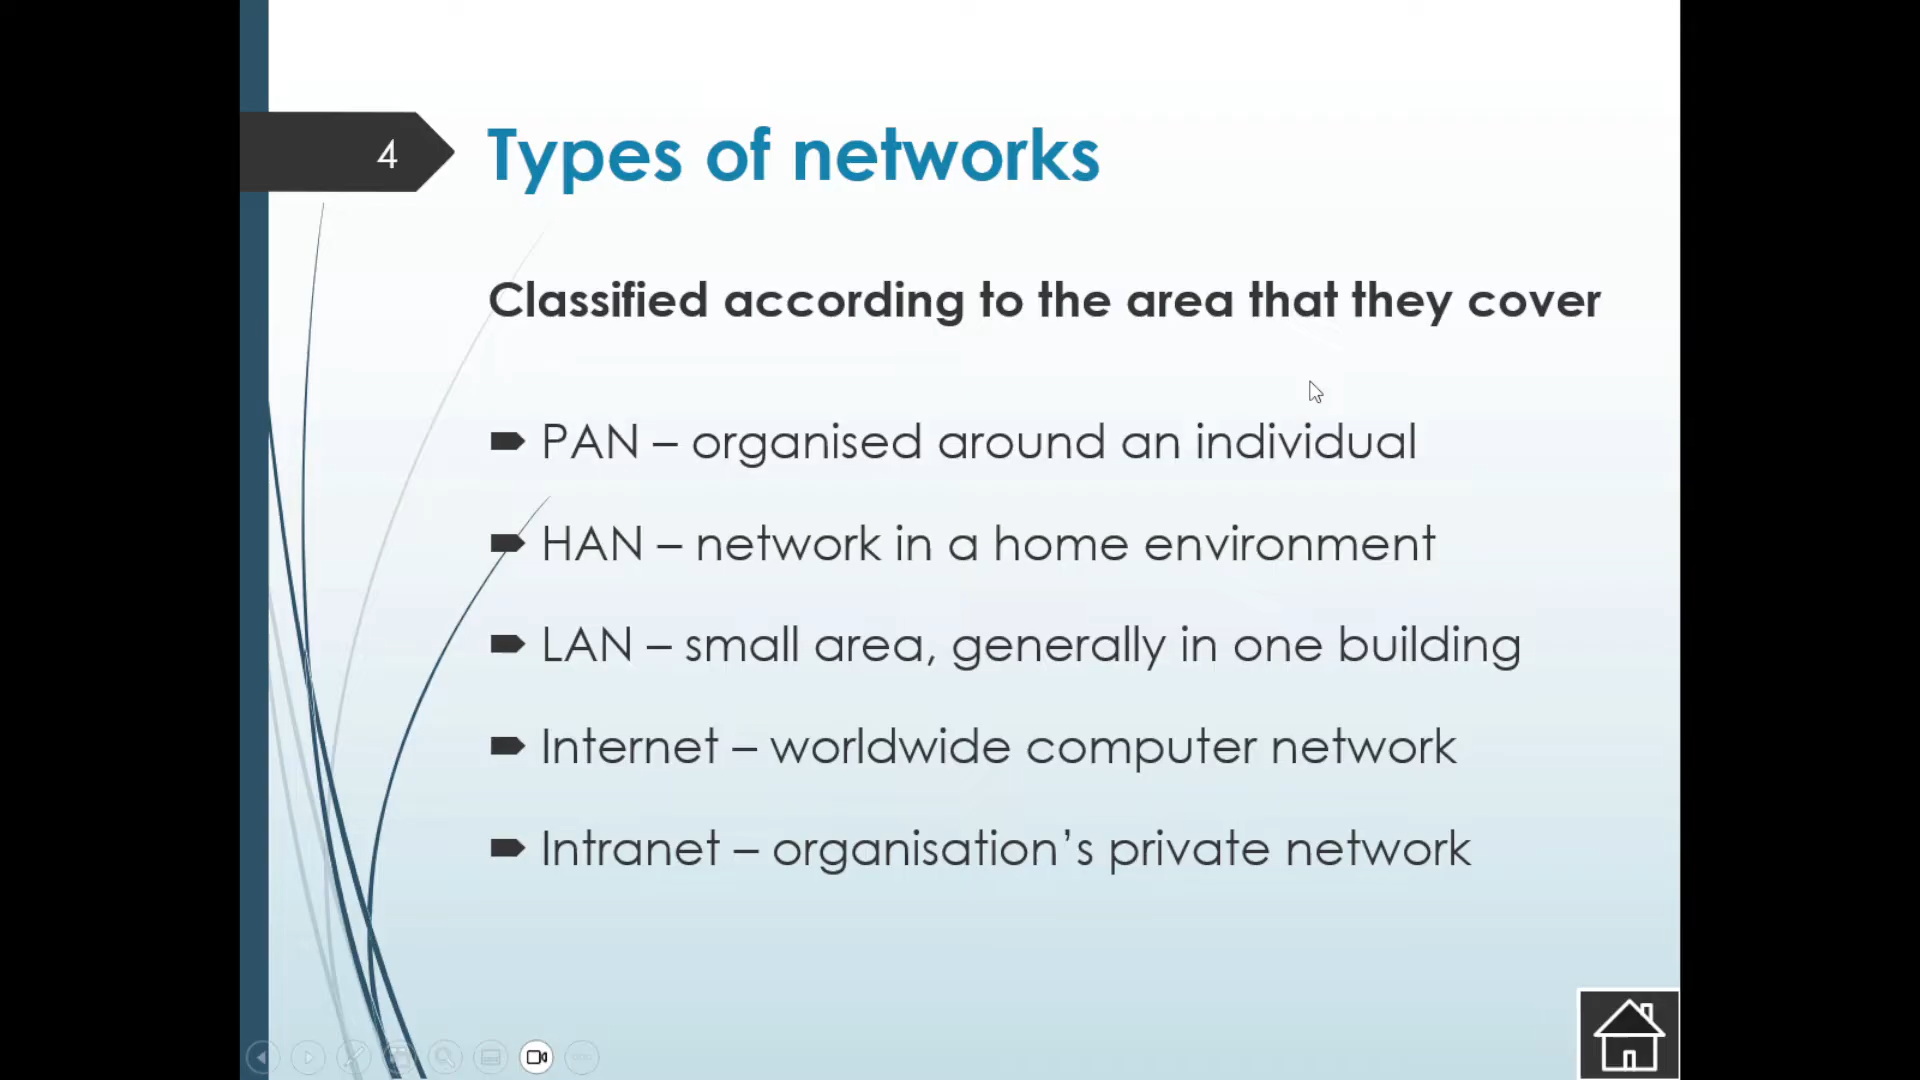 4
Types of networks
Classified according to the area that they cover
PAN – organised around an individual
HAN – network in a home environment
LAN – small area, generally in one building
Internet – worldwide computer network
Intranet – organisation’s private network